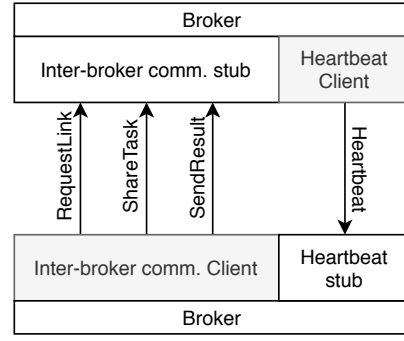 Broker
Inter-broker comm. stub
Heartbeat
Client
RequestLink
ShareTask
SendResult
Heartbeat
Inter-broker comm. Client
Heartbeat
stub
Broker